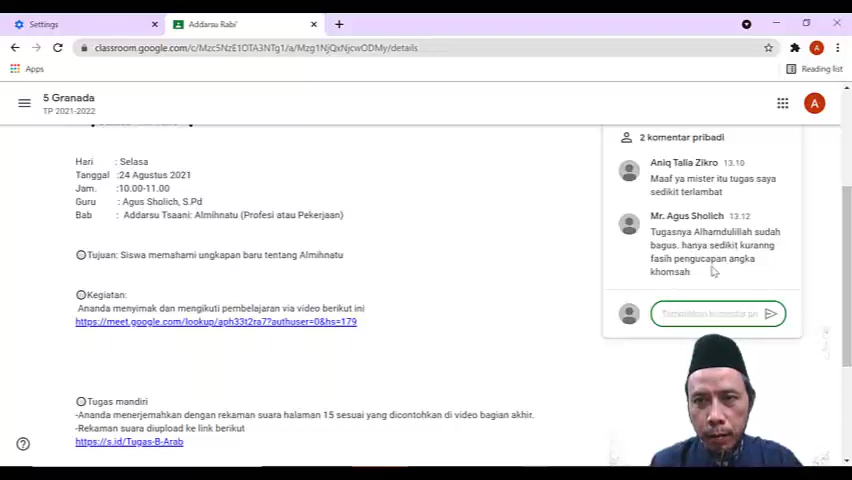 Settings
Addarsu Rabi'
classroom.google.com/c/Mzc5NzE1OTA3NTg1/a/Mzg1NjQxNjcwODMy/details
A
Apps
Reading list
5 Granada
TP 2021-2022
A
2 komentar pribadi
Hari : Selasa
Tanggal :24 Agustus 2021
Jam. :10.00-11.00
Guru : Agus Sholich, S.Pd
Bab : Addarsu Tsaani: Almihnatu (Profesi atau Pekerjaan)
Tujuan: Siswa memahami ungkapan baru tentang Almihnatu
Kegiatan:
Ananda menyimak dan mengikuti pembelajaran via video berikut ini
https://meet.google.com/lookup/aph33t2ra7?authuser=0&hs=179
Tugas mandiri
-Ananda menerjemahkan dengan rekaman suara halaman 15 sesuai yang dicontohkan di video bagian akhir.
-Rekaman suara diupload ke link berikut
https://s.id/Tugas-B-Arab
Aniq Talia Zikro 13.10
Maaf ya mister itu tugas saya
sedikit terlambat
Mr. Agus Sholich 13.12
Tugasnya Alhamdulillah sudah
bagus. hanya sedikit kuranng
fasih pengucapan angka
khomsah
Tambahkan komentar pri